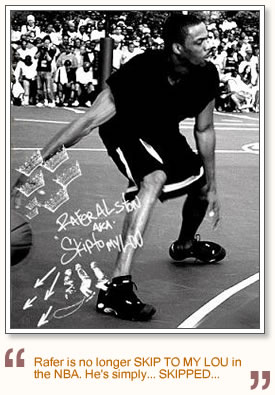 RAFER ALSTON
AKA
"Skip to my Lou
“
Rafer is no longer SKIP TO MY LOU in
the NBA. He's simply... SKIPPED...
”